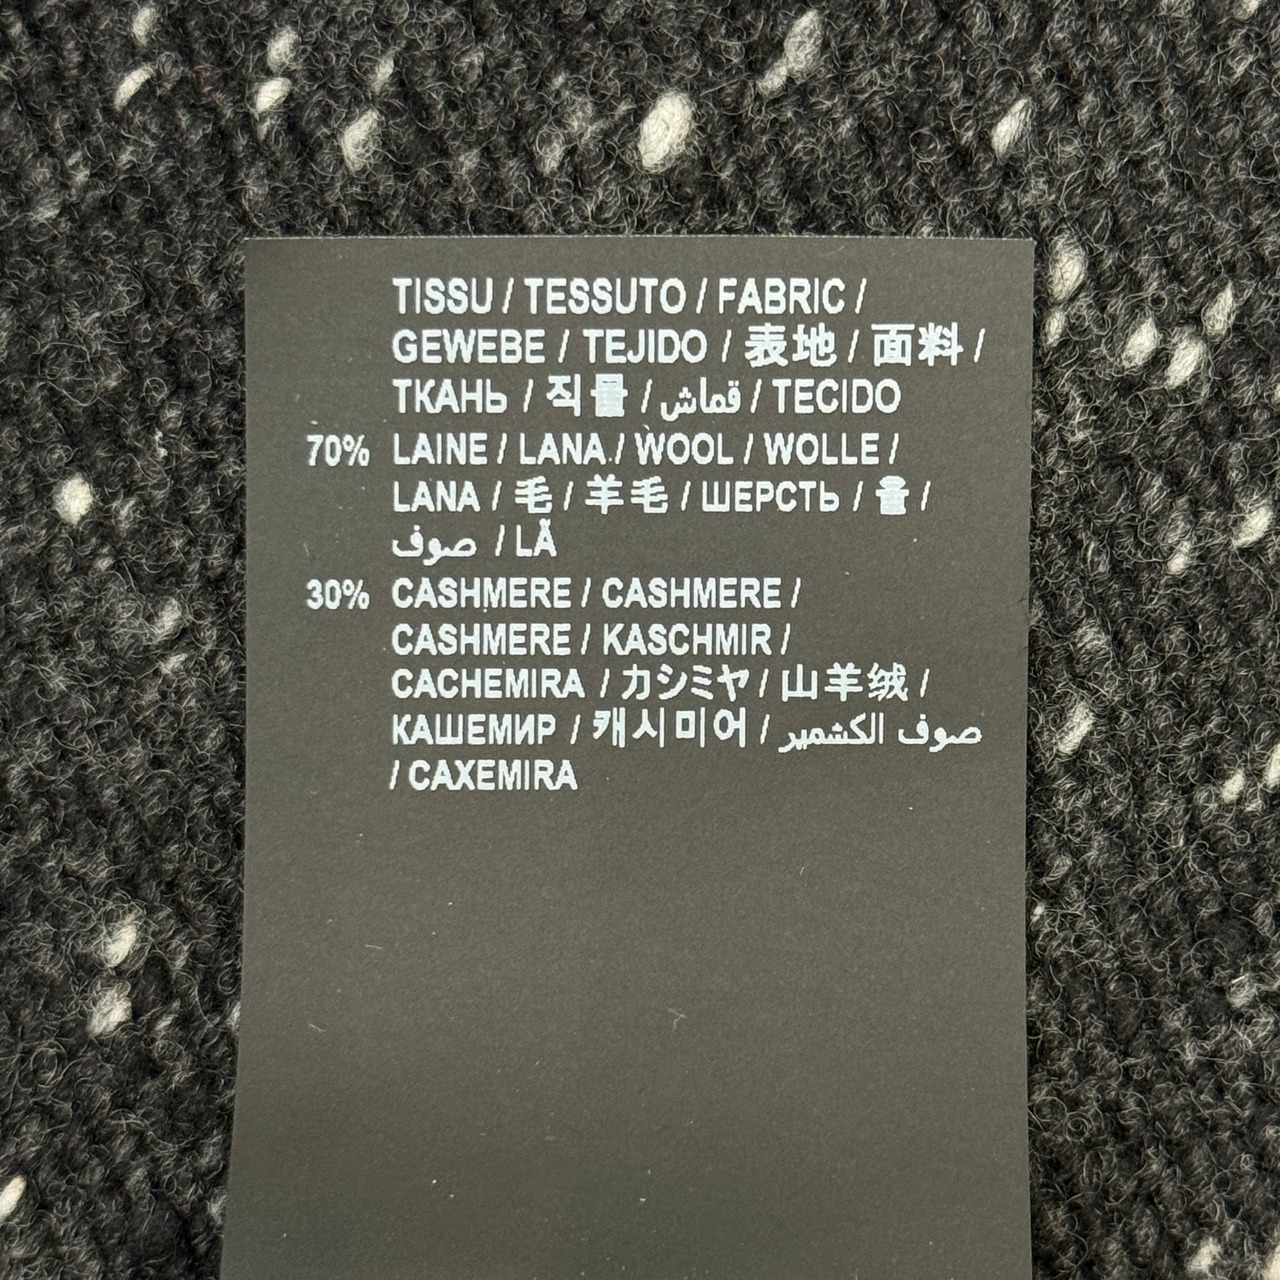 TISSU / TESSUTO / FABRIC /
GEWEBE / TEJIDO / 表地 / 面料 /
ТКАНЬ / 직물 / قماش / TECIDO
70% LAINE / LANA / WOOL / WOLLE /
LANA / 毛 / 羊毛 / ШЕРСТЬ / 울 /
صوف / LÃ
30% CASHMERE / CASHMERE /
CASHMERE / KASCHMIR /
CACHEMIRA / カシミヤ / 山羊绒 /
КАШЕМИР / 캐시미어 / صوف الكشمير
/ CAXEMIRA